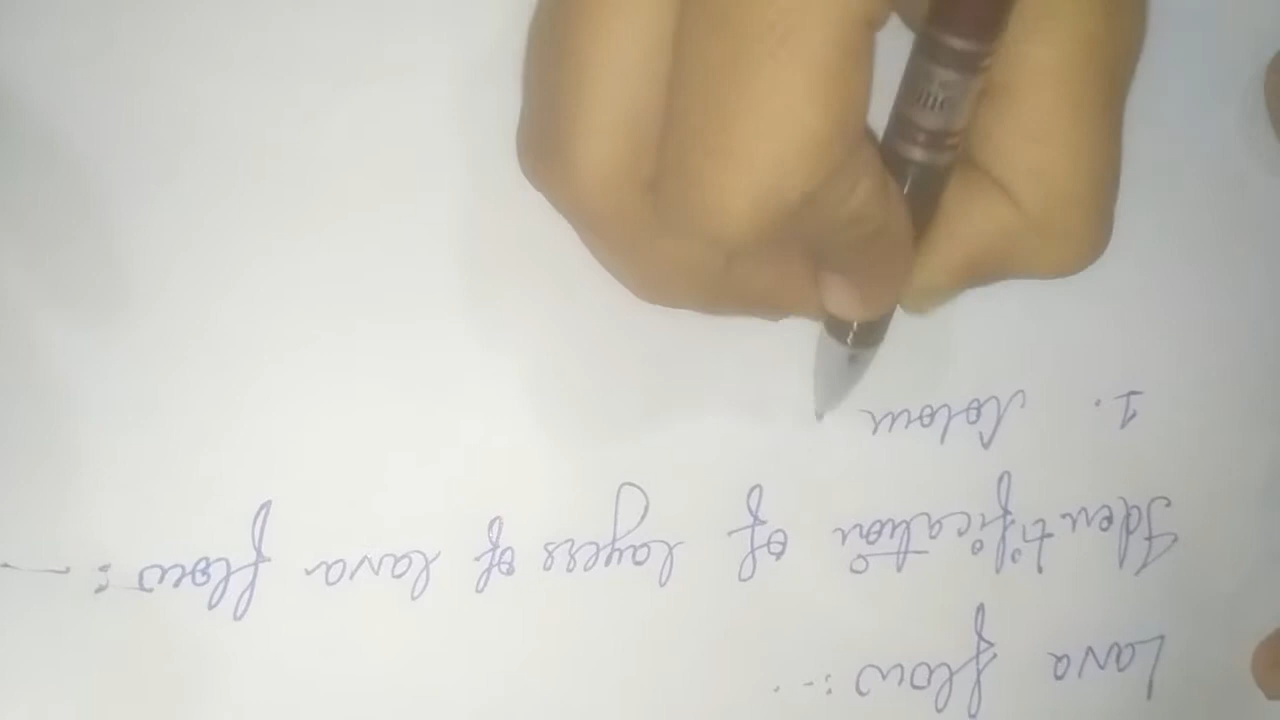 Lava flow :-
Identification of layers of lava flow :-
1. Colour